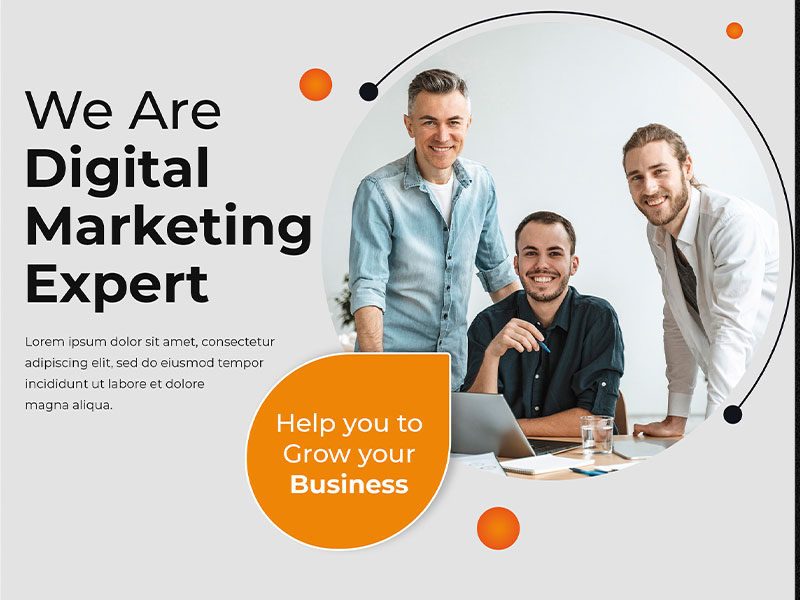 We Are
Digital
Marketing
Expert
Lorem ipsum dolor sit amet, consectetur
adipiscing elit, sed do eiusmod tempor
incididunt ut labore et dolore
magna aliqua.
Help you to
Grow your
Business